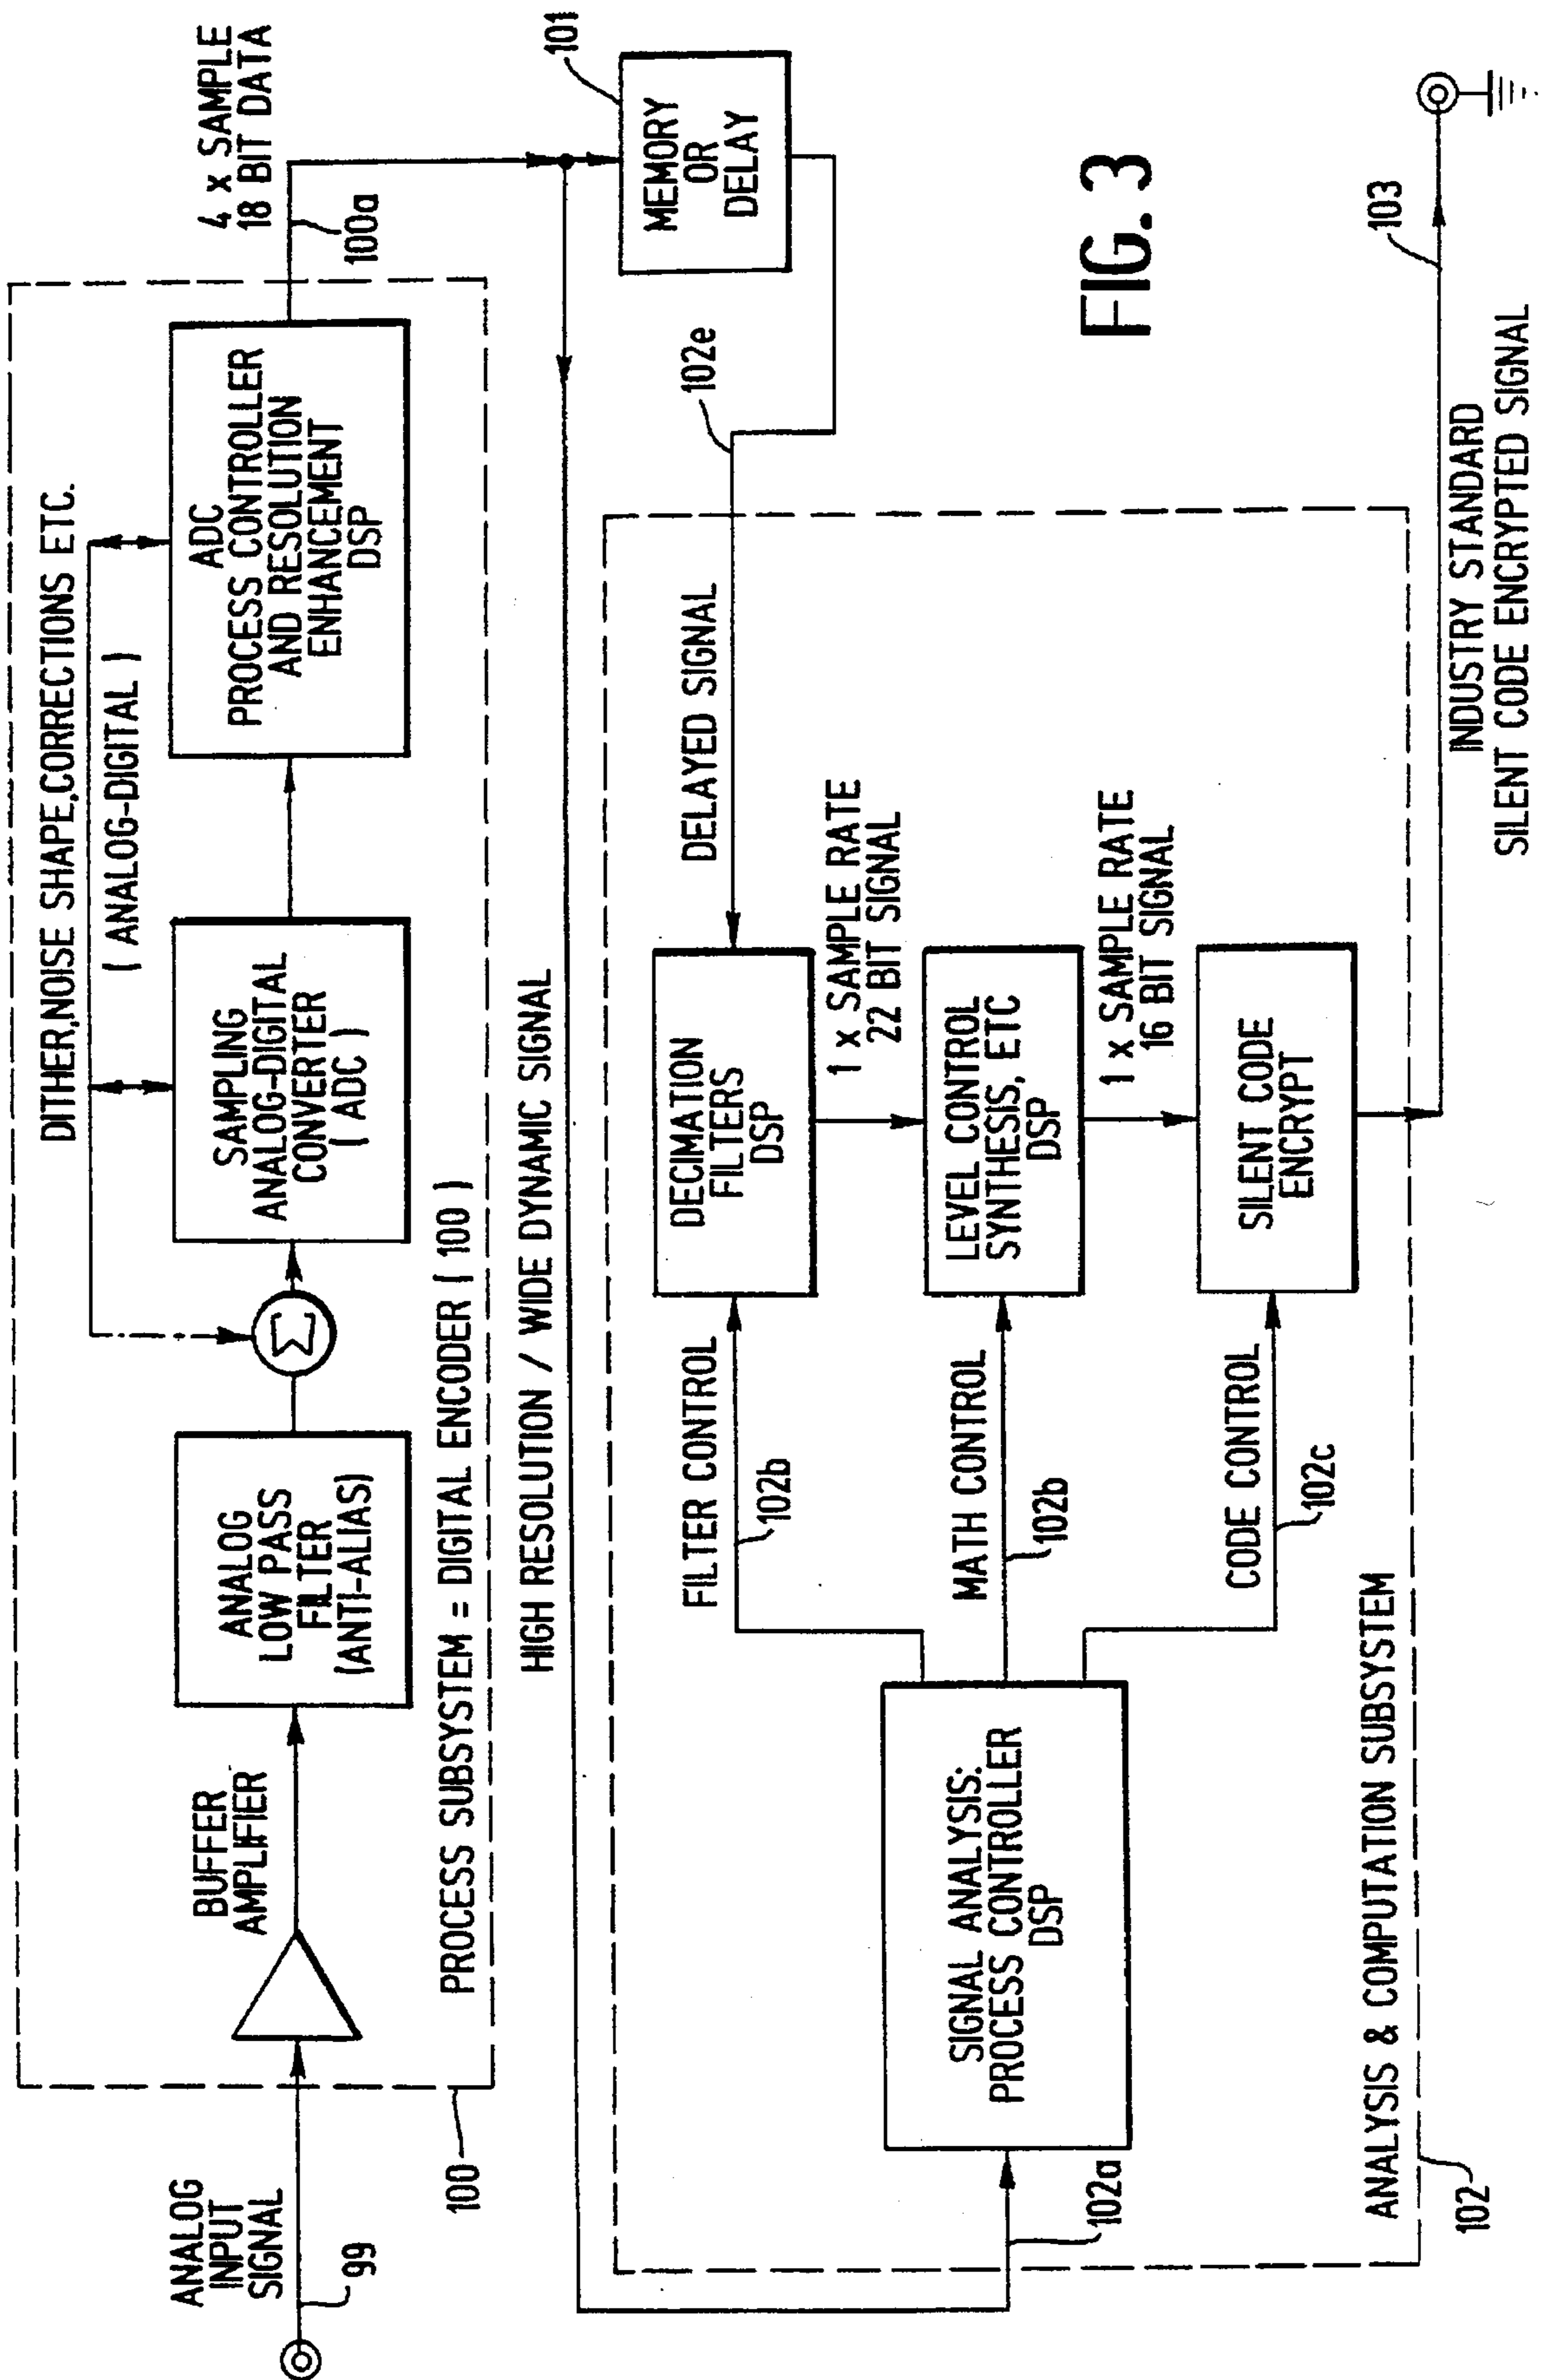 ANALOG
INPUT
SIGNAL
99
100
BUFFER
AMPLIFIER
ANALOG
LOW PASS
FILTER
(ANTI-ALIAS)
Σ
SAMPLING
ANALOG-DIGITAL
CONVERTER
( ADC )
ADC
PROCESS CONTROLLER
AND RESOLUTION
ENHANCEMENT
DSP
DITHER,NOISE SHAPE,CORRECTIONS ETC.
( ANALOG-DIGITAL )
PROCESS SUBSYSTEM = DIGITAL ENCODER ( 100 )
4 x SAMPLE
18 BIT DATA
100a
HIGH RESOLUTION / WIDE DYNAMIC SIGNAL
101
MEMORY
OR
DELAY
102e
DELAYED SIGNAL
DECIMATION
FILTERS
DSP
1 x SAMPLE RATE
22 BIT SIGNAL
FILTER CONTROL
102b
LEVEL CONTROL
SYNTHESIS, ETC
DSP
1 x SAMPLE RATE
16 BIT SIGNAL
MATH CONTROL
102b
SIGNAL ANALYSIS:
PROCESS CONTROLLER
DSP
102a
SILENT CODE
ENCRYPT
CODE CONTROL
102c
ANALYSIS & COMPUTATION SUBSYSTEM
102
103
INDUSTRY STANDARD
SILENT CODE ENCRYPTED SIGNAL
FIG. 3